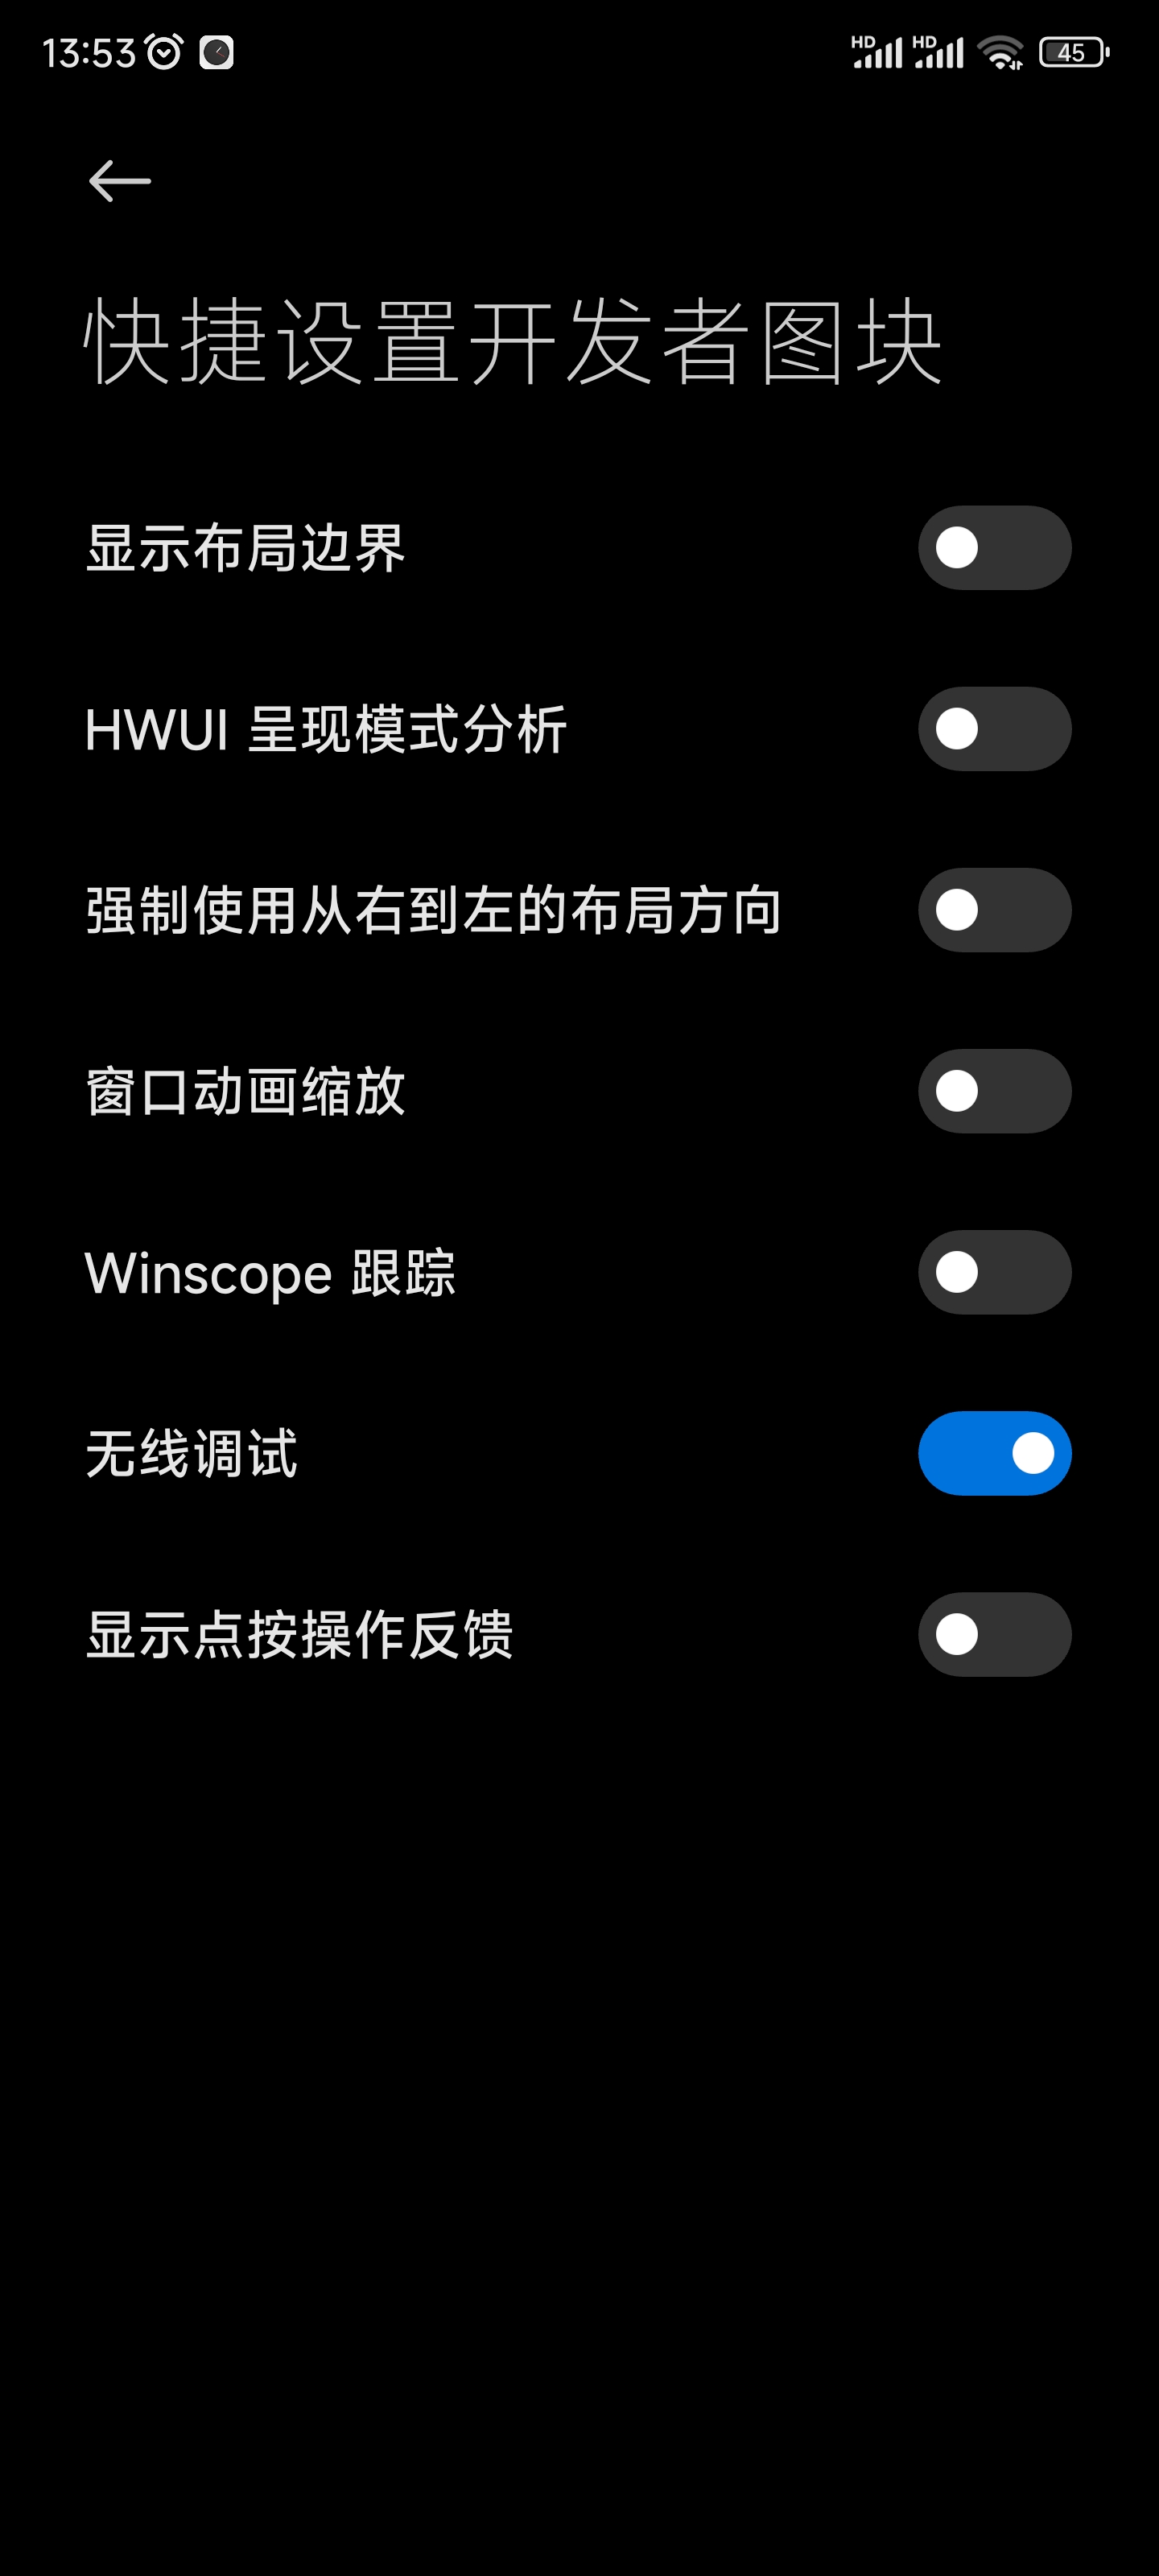 13:53 HD HD 45
快捷设置开发者图块
显示布局边界
HWUI 呈现模式分析
强制使用从右到左的布局方向
窗口动画缩放
Winscope 跟踪
无线调试
显示点按操作反馈